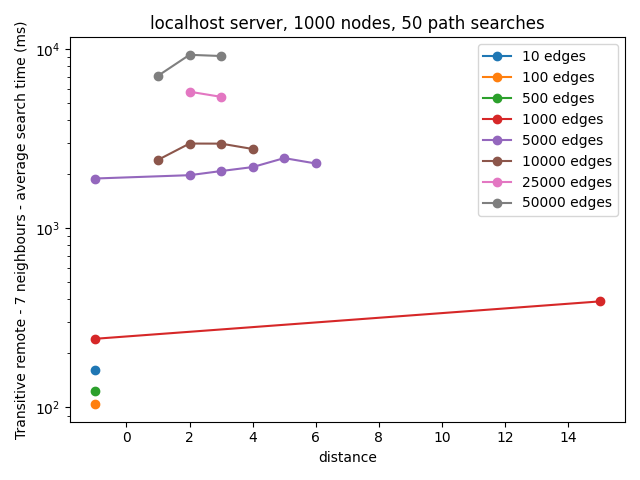 localhost server, 1000 nodes, 50 path searches
Transitive remote - 7 neighbours - average search time (ms)
10⁴
10³
10²
10 edges
100 edges
500 edges
1000 edges
5000 edges
10000 edges
25000 edges
50000 edges
0 2 4 6 8 10 12 14
distance